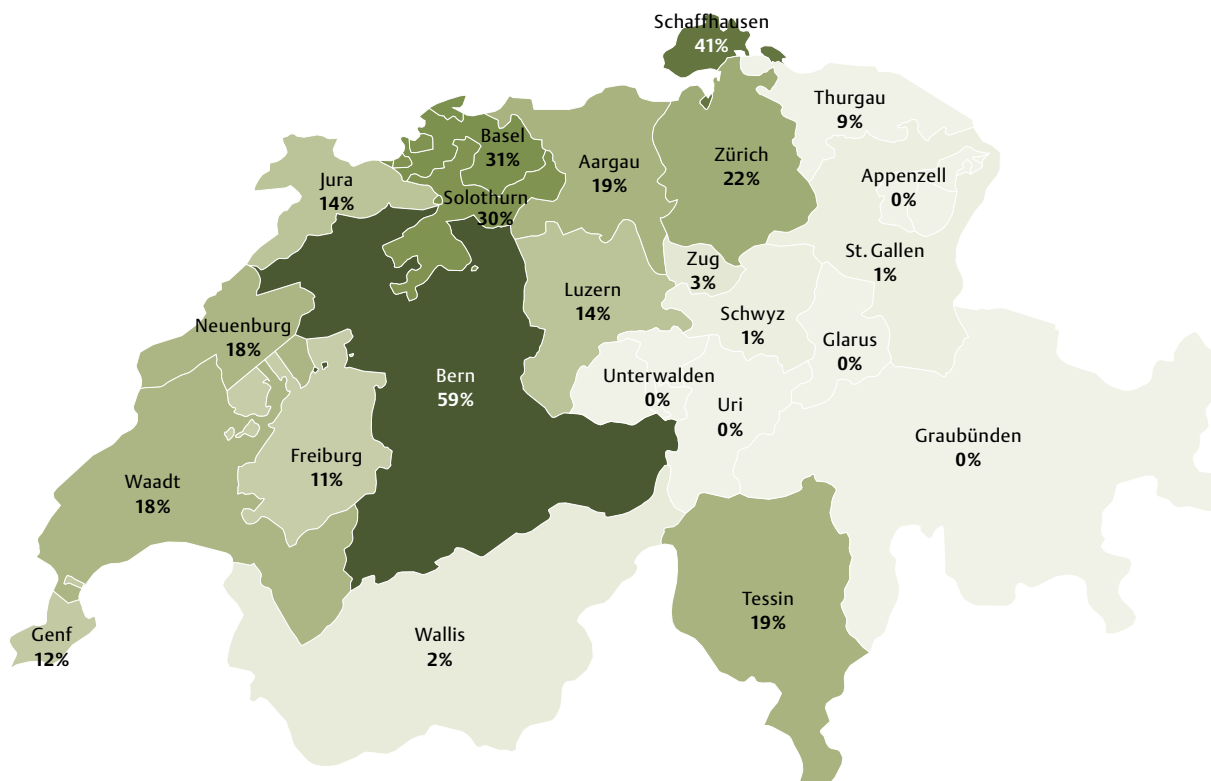 Schaffhausen
41%
Thurgau
9%
Basel
31%
Aargau
19%
Zürich
22%
Appenzell
0%
Jura
14%
Solothurn
30%
St. Gallen
1%
Zug
3%
Luzern
14%
Schwyz
1%
Neuenburg
18%
Glarus
0%
Bern
59%
Unterwalden
0%
Uri
0%
Graubünden
0%
Freiburg
11%
Waadt
18%
Tessin
19%
Genf
12%
Wallis
2%